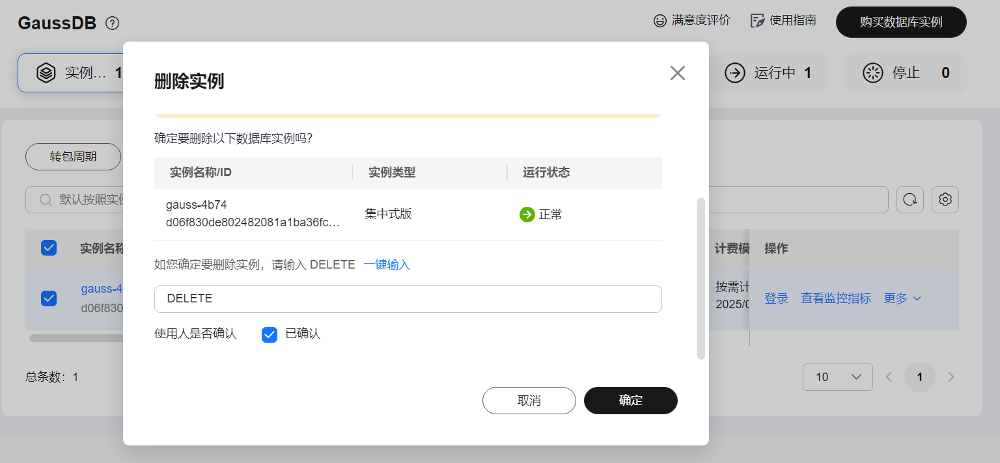 GaussDB
满意度评价
使用指南
购买数据库实例
实例… 1
运行中 1
停止 0
删除实例
确定要删除以下数据库实例吗？
实例名称/ID 实例类型 运行状态
gauss-4b74
d06f830de802482081a1ba36fc…
集中式版
正常
如您确定要删除实例，请输入 DELETE 一键输入
DELETE
使用人是否确认 已确认
取消 确定
转包周期
默认按照实例
实例名称
计费模 操作
gauss-4
d06f830
按需计
2025/0
登录 查看监控指标 更多
总条数：1
10
1